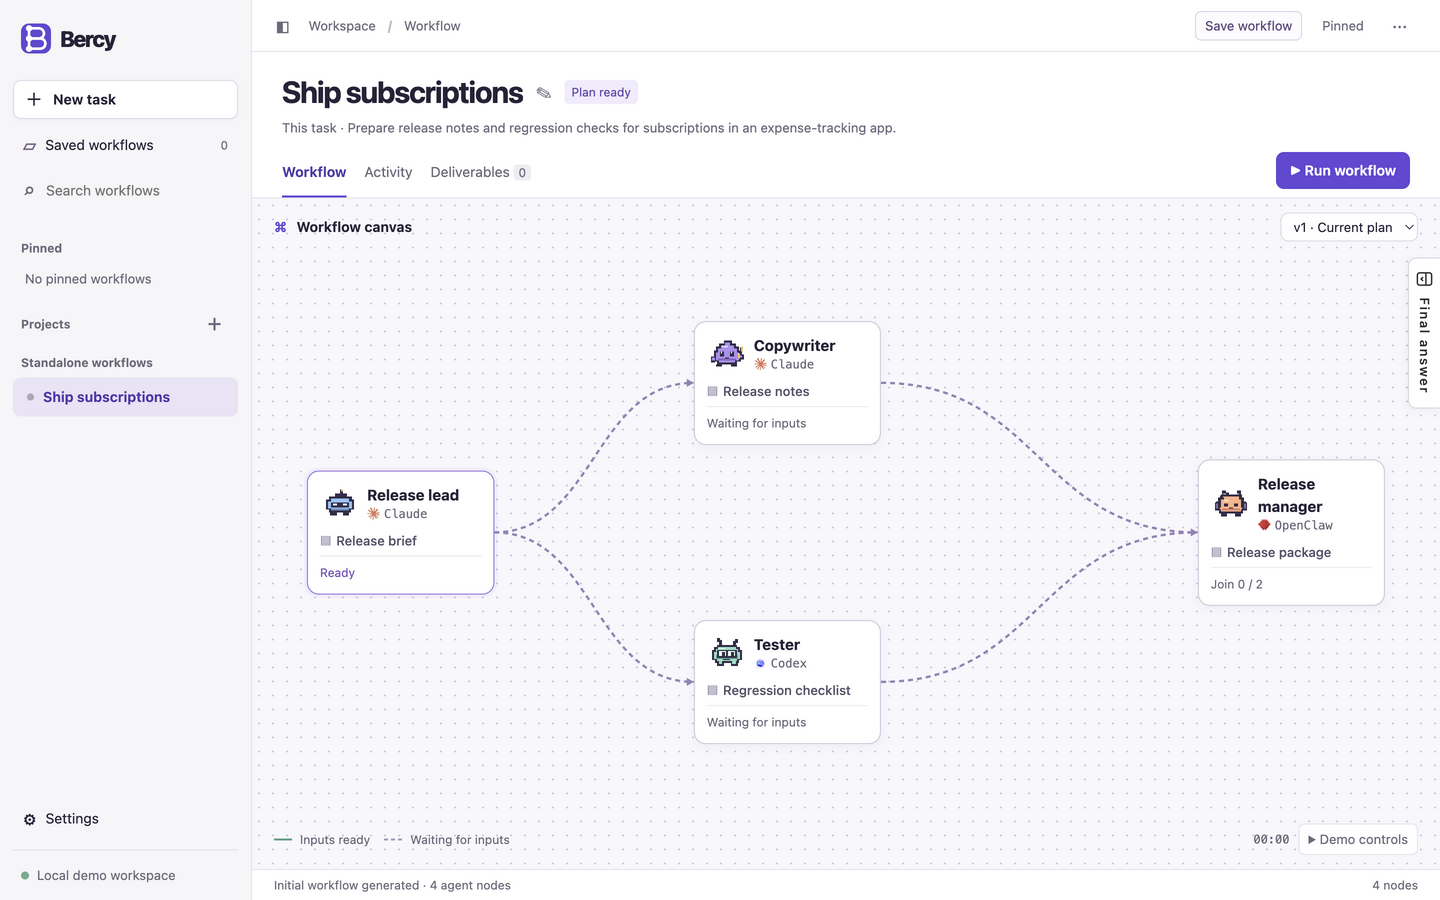 Bercy
New task
Saved workflows 0
Search workflows
Pinned
No pinned workflows
Projects
Standalone workflows
Ship subscriptions
Settings
Local demo workspace
Workspace / Workflow
Save workflow
Pinned
Ship subscriptions
Plan ready
This task · Prepare release notes and regression checks for subscriptions in an expense-tracking app.
Workflow
Activity
Deliverables 0
Run workflow
Workflow canvas
v1 · Current plan
Final answer
Release lead
Claude
Release brief
Ready
Copywriter
Claude
Release notes
Waiting for inputs
Tester
Codex
Regression checklist
Waiting for inputs
Release
manager
OpenClaw
Release package
Join 0 / 2
Inputs ready
Waiting for inputs
00:00
Demo controls
Initial workflow generated · 4 agent nodes
4 nodes